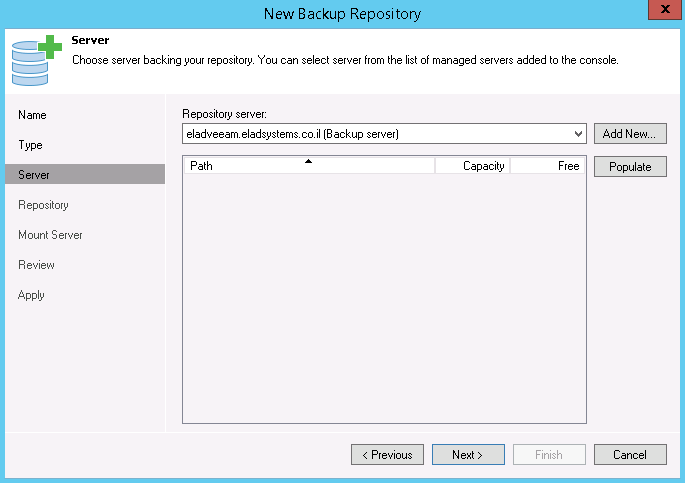 New Backup Repository
x
Server
Choose server backing your repository. You can select server from the list of managed servers added to the console.
Name
Type
Server
Repository
Mount Server
Review
Apply
Repository server:
eladveeam.eladsystems.co.il (Backup server)
Add New...
Path Capacity Free
Populate
< Previous
Next >
Finish
Cancel